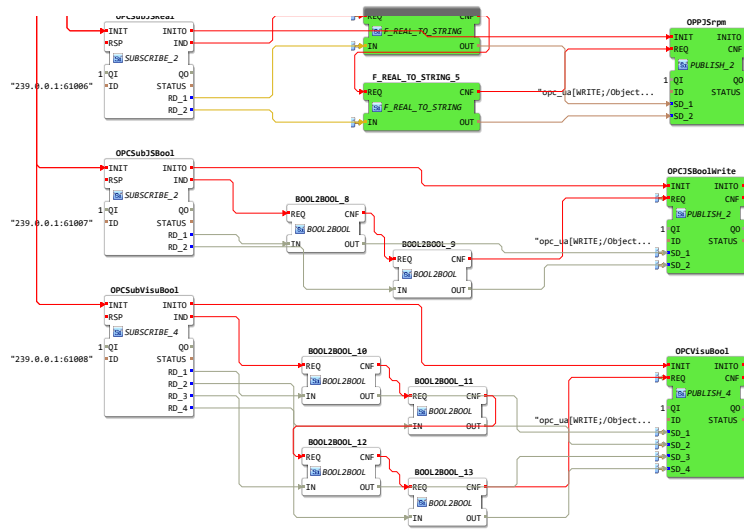 OPCSubJSReal
INIT INITO
RSP IND
SUBSCRIBE_2
1 QI QO
"239.0.0.1:61006" ID STATUS
RD_1
RD_2
REQ CNF
F_REAL_TO_STRING
IN OUT
F_REAL_TO_STRING_5
REQ CNF
F_REAL_TO_STRING
IN OUT
OPPJSrpm
INIT INITO
REQ CNF
PUBLISH_2
1 QI QO
"opc_ua[WRITE;/Object... ID STATUS
SD_1
SD_2
OPCSubJSBool
INIT INITO
RSP IND
SUBSCRIBE_2
1 QI QO
"239.0.0.1:61007" ID STATUS
RD_1
RD_2
BOOL2BOOL_8
REQ CNF
BOOL2BOOL
IN OUT
BOOL2BOOL_9
REQ CNF
BOOL2BOOL
IN OUT
OPCJSBoolWrite
INIT INITO
REQ CNF
PUBLISH_2
1 QI QO
"opc_ua[WRITE;/Object... ID STATUS
SD_1
SD_2
OPCSubVisuBool
INIT INITO
RSP IND
SUBSCRIBE_4
1 QI QO
"239.0.0.1:61008" ID STATUS
RD_1
RD_2
RD_3
RD_4
BOOL2BOOL_10
REQ CNF
BOOL2BOOL
IN OUT
BOOL2BOOL_11
REQ CNF
BOOL2BOOL
IN OUT
BOOL2BOOL_12
REQ CNF
BOOL2BOOL
IN OUT
BOOL2BOOL_13
REQ CNF
BOOL2BOOL
IN OUT
OPCVisuBool
INIT INITO
REQ CNF
PUBLISH_4
1 QI QO
"opc_ua[WRITE;/Object... ID STATUS
SD_1
SD_2
SD_3
SD_4